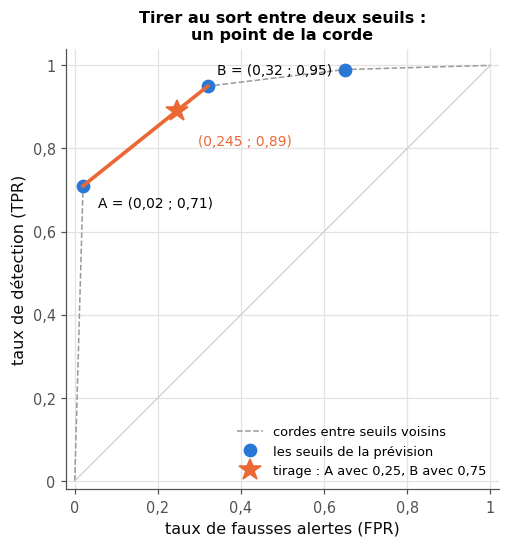 Tirer au sort entre deux seuils :
un point de la corde
taux de détection (TPR)
1
0,8
0,6
0,4
0,2
0
B = (0,32 ; 0,95)
(0,245 ; 0,89)
A = (0,02 ; 0,71)
cordes entre seuils voisins
les seuils de la prévision
tirage : A avec 0,25, B avec 0,75
0
0,2
0,4
0,6
0,8
1
taux de fausses alertes (FPR)